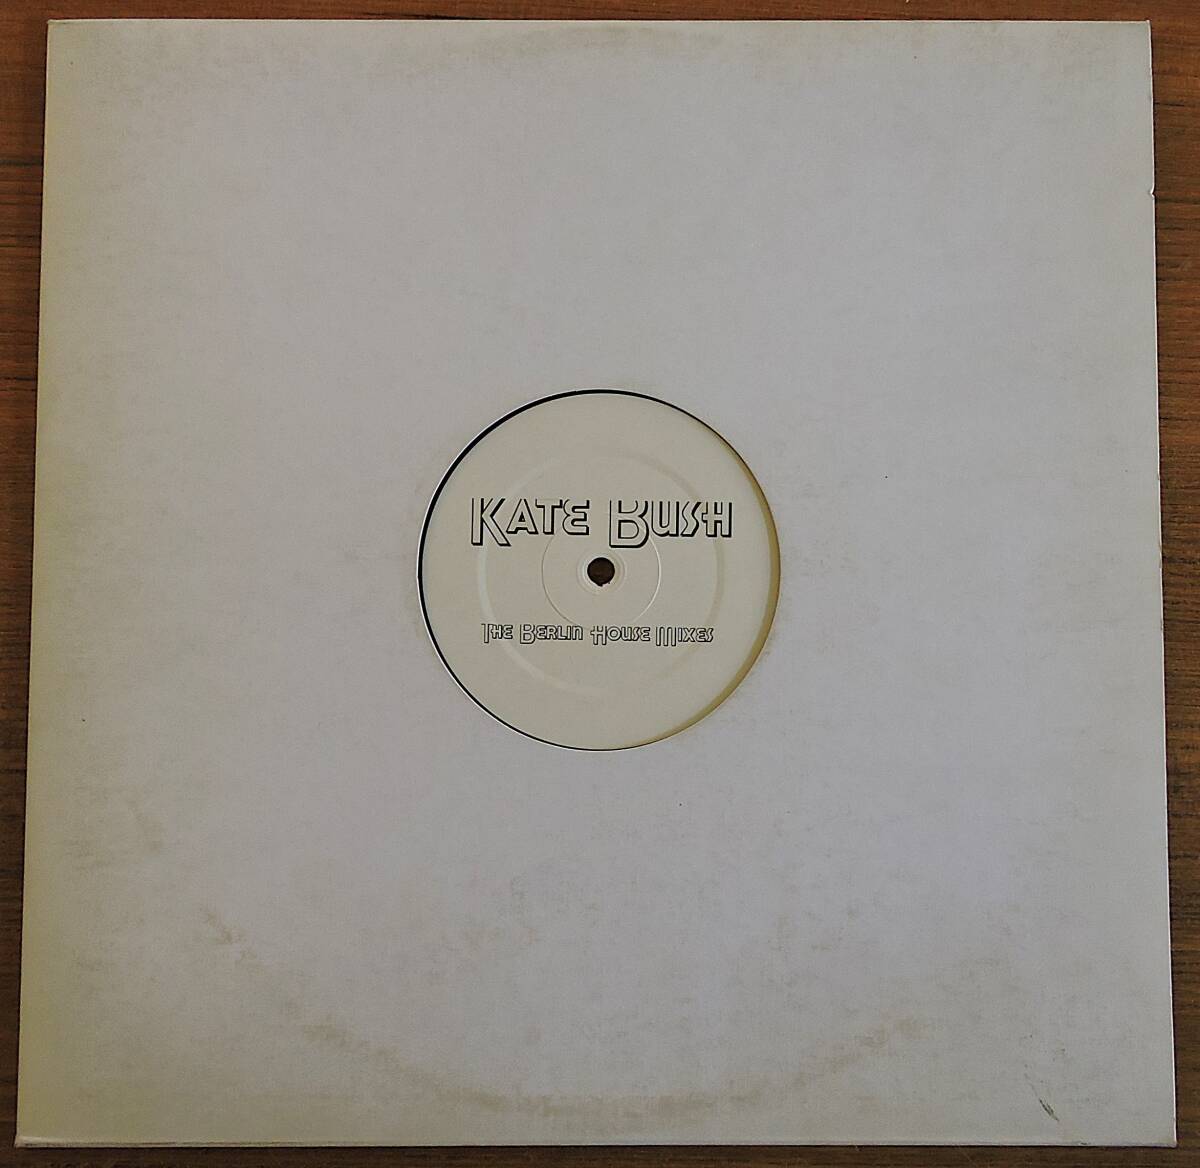 Kate Bush
The Berlin House Mixes